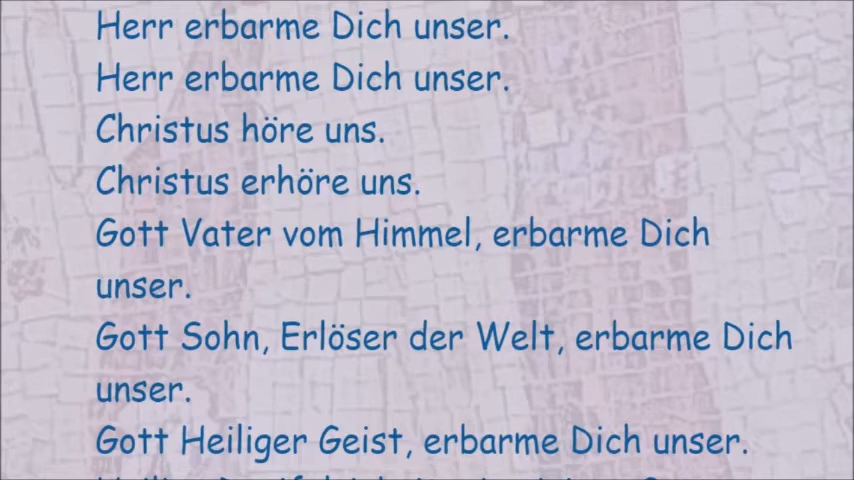 Herr erbarme Dich unser.
Herr erbarme Dich unser.
Christus höre uns.
Christus erhöre uns.
Gott Vater vom Himmel, erbarme Dich
unser.
Gott Sohn, Erlöser der Welt, erbarme Dich
unser.
Gott Heiliger Geist, erbarme Dich unser.